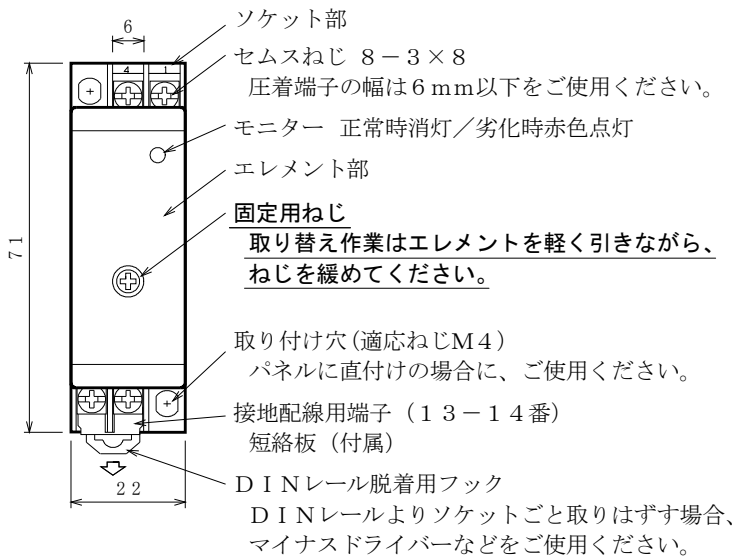 6
ソケット部
セムスねじ ８－３×８
圧着端子の幅は６ｍｍ以下をご使用ください。
4 1
モニター 正常時消灯／劣化時赤色点灯
エレメント部
固定用ねじ
取り替え作業はエレメントを軽く引きながら、
ねじを緩めてください。
71
取り付け穴(適応ねじＭ４)
パネルに直付けの場合に、ご使用ください。
接地配線用端子（１３－１４番）
短絡板（付属）
22
ＤＩＮレール脱着用フック
ＤＩＮレールよりソケットごと取りはずす場合、
マイナスドライバーなどをご使用ください。